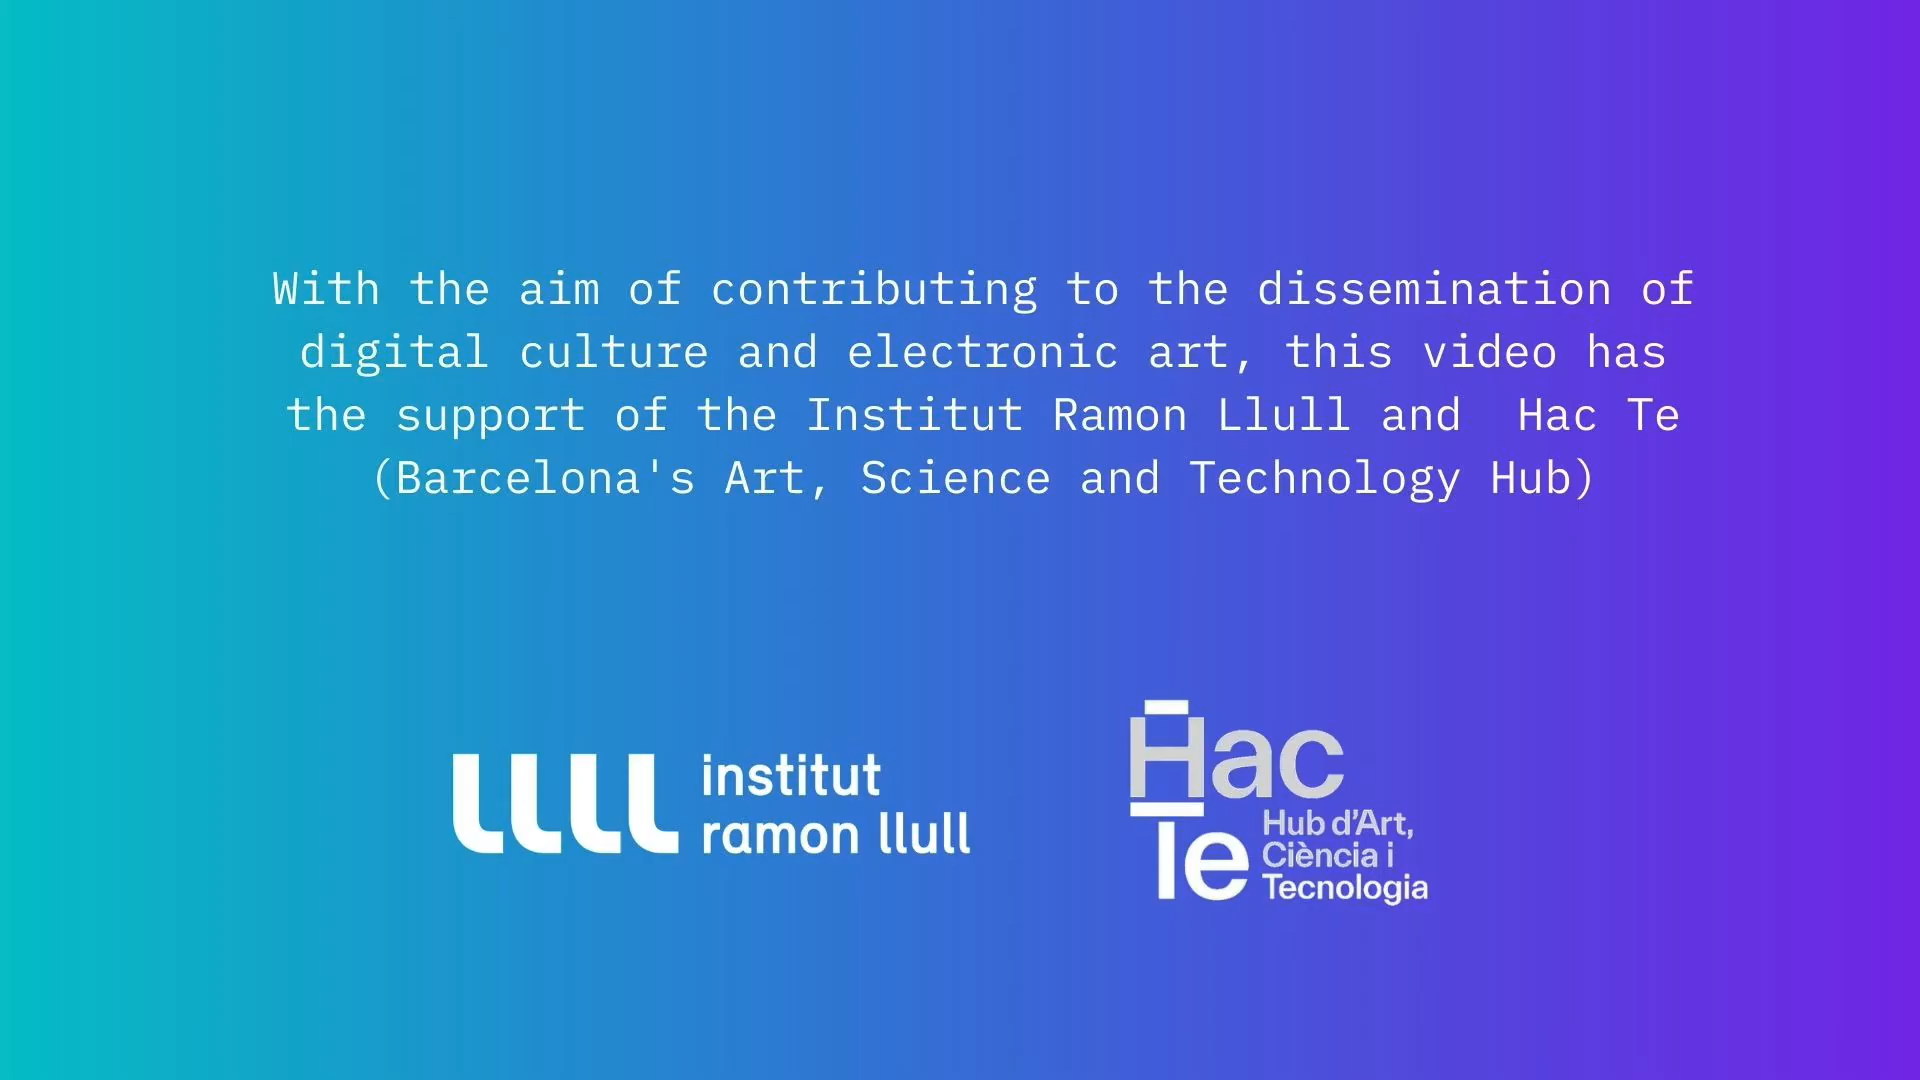 With the aim of contributing to the dissemination of
digital culture and electronic art, this video has
the support of the Institut Ramon Llull and  Hac Te
(Barcelona's Art, Science and Technology Hub)
institut
ramon llull
Hac
Te
Hub d'Art,
Ciència i
Tecnologia